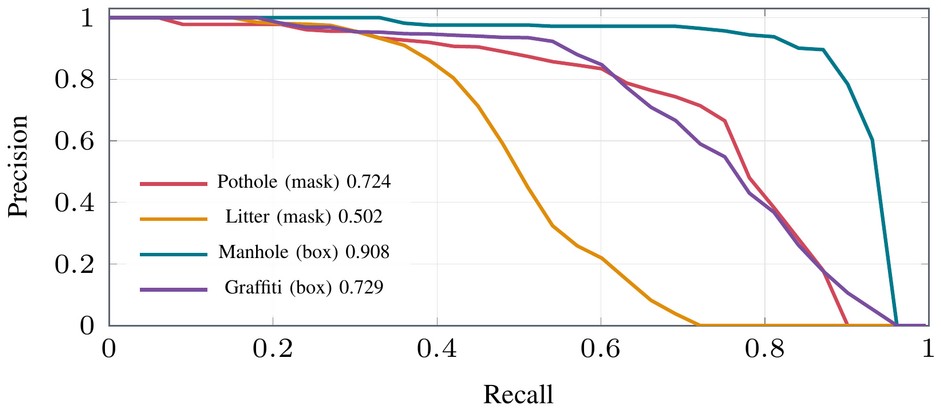 1
0.8
0.6
0.4
0.2
0
Precision
Pothole (mask) 0.724
Litter (mask) 0.502
Manhole (box) 0.908
Graffiti (box) 0.729
0 0.2 0.4 0.6 0.8 1
Recall